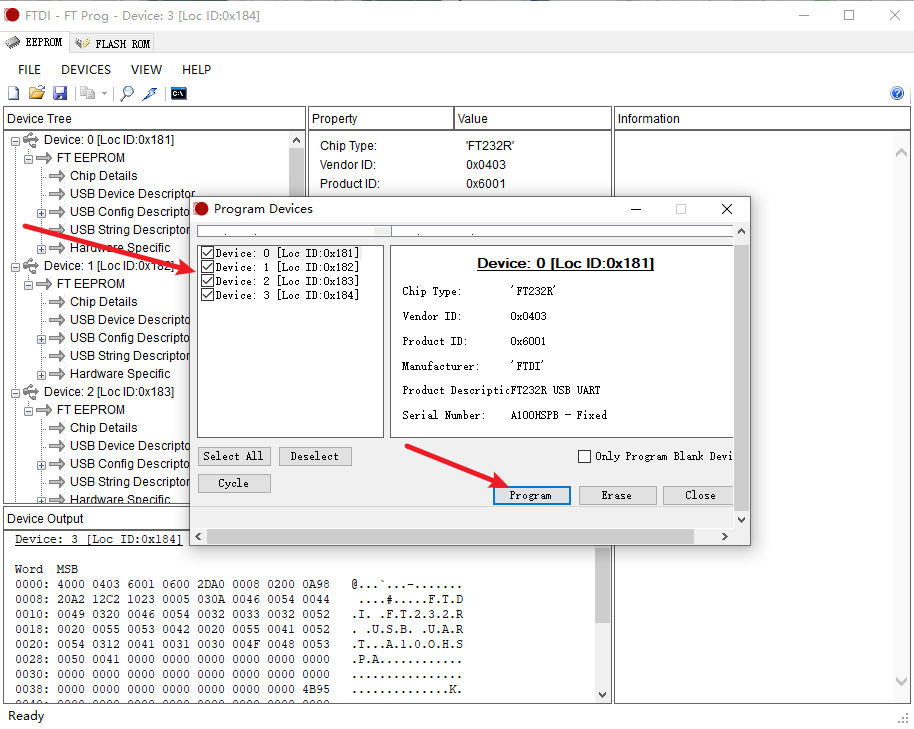 FTDI - FT Prog - Device: 3 [Loc ID:0x184]
EEPROM FLASH ROM
FILE DEVICES VIEW HELP
C:\
Device Tree
Device: 0 [Loc ID:0x181]
FT EEPROM
Chip Details
USB Device Descriptor
USB Config Descripto
USB String Descripto
Hardware Specific
Device: 1 [Loc ID:0x182]
FT EEPROM
Chip Details
USB Device Descripto
USB Config Descripto
USB String Descriptor
Hardware Specific
Device: 2 [Loc ID:0x183]
FT EEPROM
Chip Details
USB Device Descripto
USB Config Descripto
USB String Descriptor
Hardware Specific
Property Value
Chip Type: 'FT232R'
Vendor ID: 0x0403
Product ID: 0x6001
Information
Program Devices
Device: 0 [Loc ID:0x181]
Device: 1 [Loc ID:0x182]
Device: 2 [Loc ID:0x183]
Device: 3 [Loc ID:0x184]
Device: 0 [Loc ID:0x181]
Chip Type: 'FT232R'
Vendor ID: 0x0403
Product ID: 0x6001
Manufacturer: 'FTDI'
Product Descriptic FT232R USB UART
Serial Number: A100HSPB - Fixed
Select All Deselect
Only Program Blank Devi
Cycle
Program Erase Close
Device Output
Device: 3 [Loc ID:0x184]
Word MSB
0000: 4000 0403 6001 0600 2DA0 0008 0200 0A98 @...`...-.......
0008: 20A2 12C2 1023 0005 030A 0046 0054 0044 ....#.....F.T.D
0010: 0049 0320 0046 0054 0032 0033 0032 0052 .I. .F.T.2.3.2.R
0018: 0020 0055 0053 0042 0020 0055 0041 0052 . .U.S.B. .U.A.R
0020: 0054 0312 0041 0031 0030 004F 0048 0053 .T...A.1.0.O.H.S
0028: 0050 0041 0000 0000 0000 0000 0000 0000 .P.A............
0030: 0000 0000 0000 0000 0000 0000 0000 0000 ................
0038: 0000 0000 0000 0000 0000 0000 0000 4B95 ..............K.
Ready